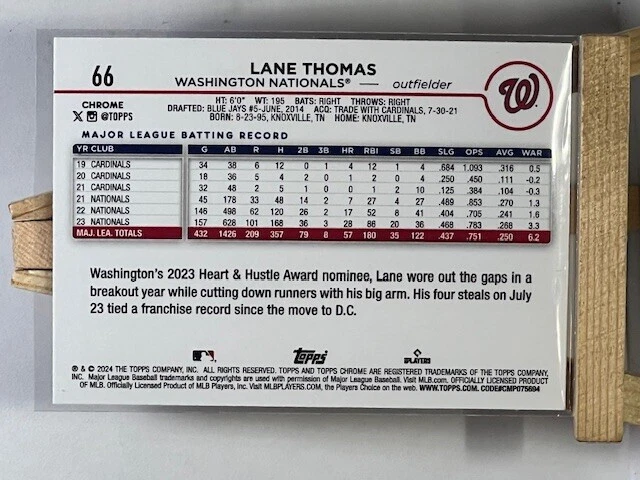 66
LANE THOMAS
WASHINGTON NATIONALS® — outfielder
W
CHROME
X @TOPPS
HT: 6'0" WT: 195 BATS: RIGHT THROWS: RIGHT
DRAFTED: BLUE JAYS #5-JUNE, 2014 ACQ: TRADE WITH CARDINALS, 7-30-21
BORN: 8-23-95, KNOXVILLE, TN HOME: KNOXVILLE, TN
MAJOR LEAGUE BATTING RECORD
YR CLUB G AB R H 2B 3B HR RBI SB BB SLG OPS AVG WAR
19 CARDINALS 34 38 6 12 0 1 4 12 1 4 .684 1.093 .316 0.5
20 CARDINALS 18 36 5 4 2 0 1 2 0 4 .250 .450 .111 -0.2
21 CARDINALS 32 48 2 5 1 0 0 1 2 10 .125 .384 .104 -0.3
21 NATIONALS 45 178 33 48 14 2 7 27 4 27 .489 .853 .270 1.3
22 NATIONALS 146 498 62 120 26 2 17 52 8 41 .404 .705 .241 1.6
23 NATIONALS 157 628 101 168 36 3 28 86 20 36 .468 .783 .268 3.3
MAJ. LEA. TOTALS 432 1426 209 357 79 8 57 180 35 122 .437 .751 .250 6.2
Washington's 2023 Heart & Hustle Award nominee, Lane wore out the gaps in a
breakout year while cutting down runners with his big arm. His four steals on July
23 tied a franchise record since the move to D.C.
Topps
PLAYERS
® & © 2024 THE TOPPS COMPANY, INC. ALL RIGHTS RESERVED. TOPPS AND TOPPS CHROME ARE REGISTERED TRADEMARKS OF THE TOPPS COMPANY,
INC. Major League Baseball trademarks and copyrights are used with permission of Major League Baseball. Visit MLB.com. OFFICIALLY LICENSED PRODUCT
OF MLB. Officially Licensed Product of MLB Players, Inc. Visit MLBPLAYERS.COM, the Players Choice on the web. WWW.TOPPS.COM. CODE#CMP075694